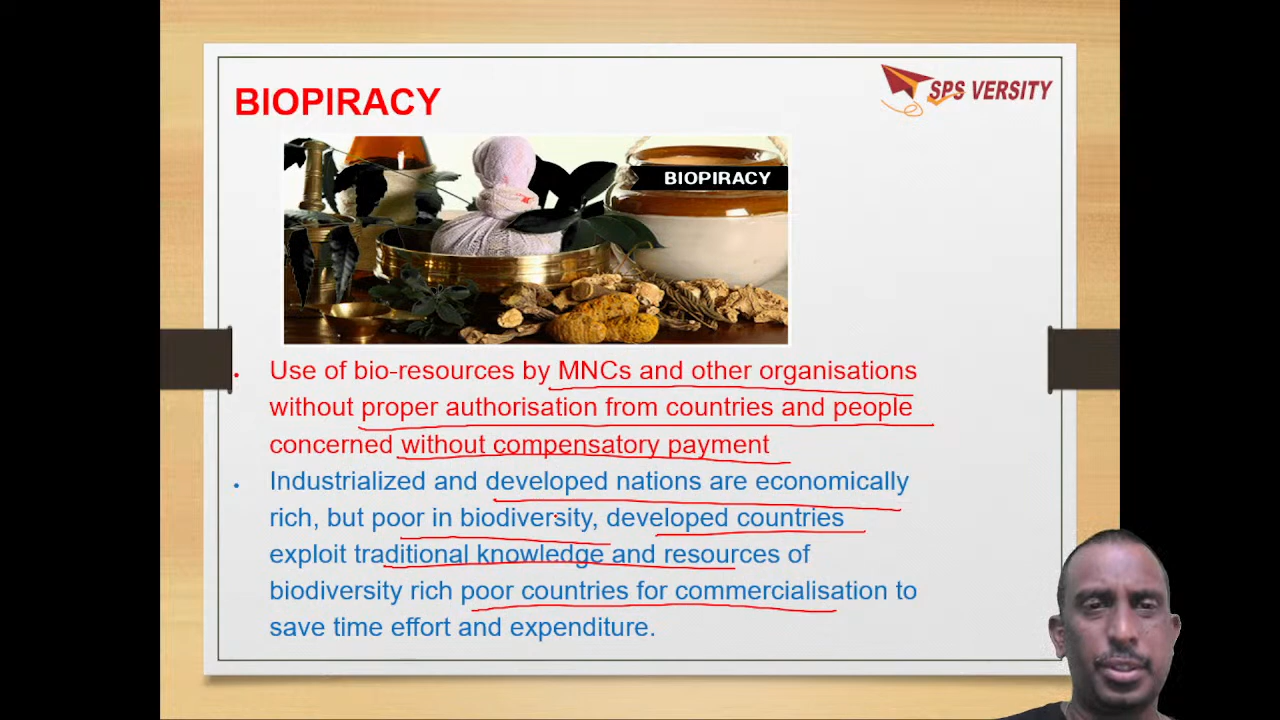 BIOPIRACY
SPS VERSITY
BIOPIRACY
• Use of bio-resources by MNCs and other organisations
without proper authorisation from countries and people
concerned without compensatory payment
• Industrialized and developed nations are economically
rich, but poor in biodiversity, developed countries
exploit traditional knowledge and resources of
biodiversity rich poor countries for commercialisation to
save time effort and expenditure.